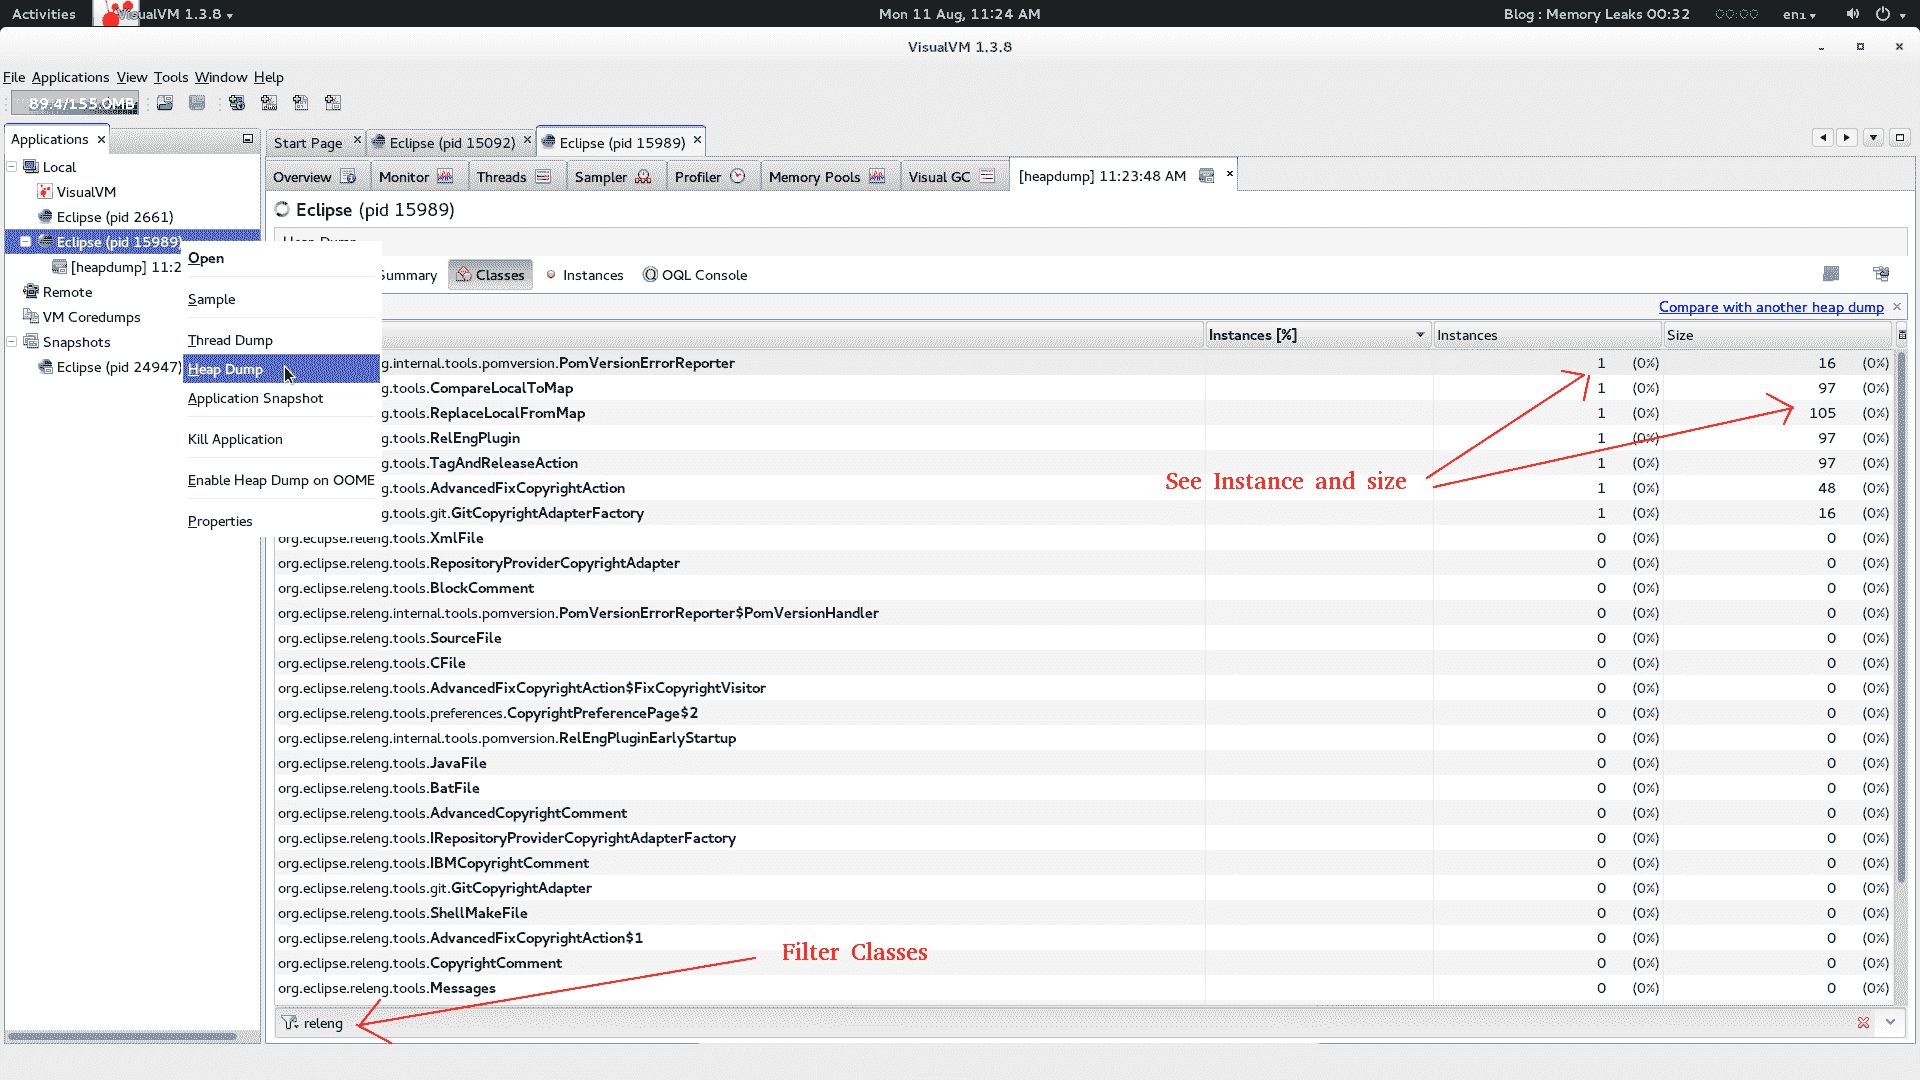 Activities VisualVM 1.3.8 Mon 11 Aug, 11:24 AM Blog : Memory Leaks 00:32 00:00 en₁
VisualVM 1.3.8
File Applications View Tools Window Help
89.4/155.0MB
Applications
Local
VisualVM
Eclipse (pid 2661)
Eclipse (pid 15989)
[heapdump] 11:2
Remote
VM Coredumps
Snapshots
Eclipse (pid 24947)
Open
Sample
Thread Dump
Heap Dump
Application Snapshot
Kill Application
Enable Heap Dump on OOME
Properties
Start Page Eclipse (pid 15092) Eclipse (pid 15989)
Overview Monitor Threads Sampler Profiler Memory Pools Visual GC [heapdump] 11:23:48 AM
Eclipse (pid 15989)
Heap Dump
Summary Classes Instances OQL Console
Compare with another heap dump
Instances [%] Instances Size
g.internal.tools.pomversion.PomVersionErrorReporter 1 (0%) 16 (0%)
g.tools.CompareLocalToMap 1 (0%) 97 (0%)
g.tools.ReplaceLocalFromMap 1 (0%) 105 (0%)
g.tools.RelEngPlugin 1 (0%) 97 (0%)
g.tools.TagAndReleaseAction 1 (0%) 97 (0%)
g.tools.AdvancedFixCopyrightAction 1 (0%) 48 (0%)
g.tools.git.GitCopyrightAdapterFactory 1 (0%) 16 (0%)
org.eclipse.releng.tools.XmlFile 0 (0%) 0 (0%)
org.eclipse.releng.tools.RepositoryProviderCopyrightAdapter 0 (0%) 0 (0%)
org.eclipse.releng.tools.BlockComment 0 (0%) 0 (0%)
org.eclipse.releng.internal.tools.pomversion.PomVersionErrorReporter$PomVersionHandler 0 (0%) 0 (0%)
org.eclipse.releng.tools.SourceFile 0 (0%) 0 (0%)
org.eclipse.releng.tools.CFile 0 (0%) 0 (0%)
org.eclipse.releng.tools.AdvancedFixCopyrightAction$FixCopyrightVisitor 0 (0%) 0 (0%)
org.eclipse.releng.tools.preferences.CopyrightPreferencePage$2 0 (0%) 0 (0%)
org.eclipse.releng.internal.tools.pomversion.RelEngPluginEarlyStartup 0 (0%) 0 (0%)
org.eclipse.releng.tools.JavaFile 0 (0%) 0 (0%)
org.eclipse.releng.tools.BatFile 0 (0%) 0 (0%)
org.eclipse.releng.tools.AdvancedCopyrightComment 0 (0%) 0 (0%)
org.eclipse.releng.tools.IRepositoryProviderCopyrightAdapterFactory 0 (0%) 0 (0%)
org.eclipse.releng.tools.IBMCopyrightComment 0 (0%) 0 (0%)
org.eclipse.releng.tools.git.GitCopyrightAdapter 0 (0%) 0 (0%)
org.eclipse.releng.tools.ShellMakeFile 0 (0%) 0 (0%)
org.eclipse.releng.tools.AdvancedFixCopyrightAction$1 0 (0%) 0 (0%)
org.eclipse.releng.tools.CopyrightComment 0 (0%) 0 (0%)
org.eclipse.releng.tools.Messages 0 (0%) 0 (0%)
See Instance and size
Filter Classes
releng